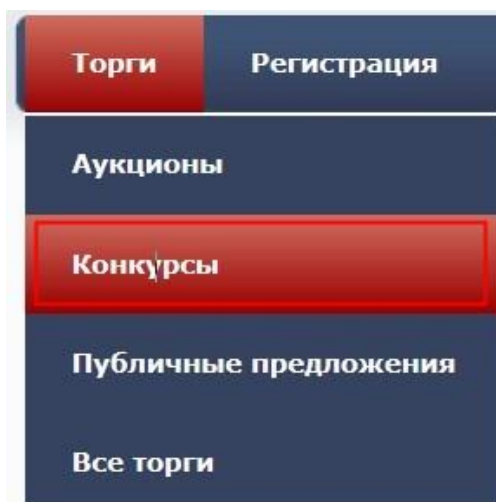 Торги Регистрация
Аукционы
Конкурсы
Публичные предложения
Все торги